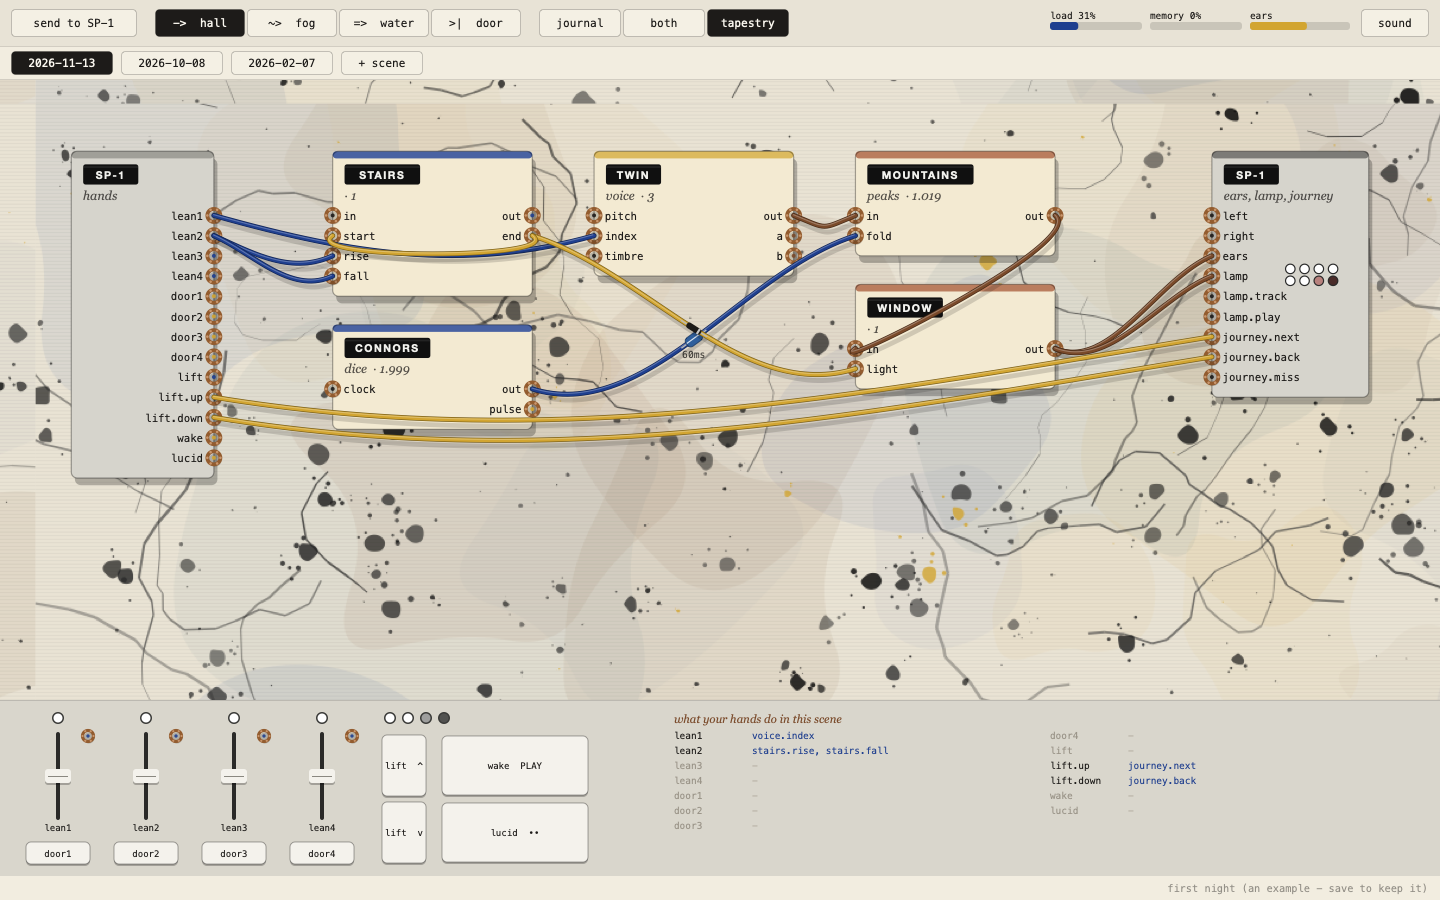 send to SP-1
—> hall
~> fog
=> water
>| door
journal
both
tapestry
load 31%
memory 0%
ears
sound
2026-11-13
2026-10-08
2026-02-07
+ scene
SP-1
hands
lean1
lean2
lean3
lean4
door1
door2
door3
door4
lift
lift.up
lift.down
wake
lucid
STAIRS
· 1
in
start
rise
fall
out
end
CONNORS
dice · 1.999
clock
out
pulse
TWIN
voice · 3
pitch
index
timbre
out
a
b
60ms
MOUNTAINS
peaks · 1.019
in
fold
out
WINDOW
· 1
in
light
out
SP-1
ears, lamp, journey
left
right
ears
lamp
lamp.track
lamp.play
journey.next
journey.back
journey.miss
lean1
lean2
lean3
lean4
door1
door2
door3
door4
lift ^
lift v
wake PLAY
lucid ••
what your hands do in this scene
lean1 voice.index
lean2 stairs.rise, stairs.fall
lean3 —
lean4 —
door1 —
door2 —
door3 —
door4 —
lift —
lift.up journey.next
lift.down journey.back
wake —
lucid —
first night (an example — save to keep it)